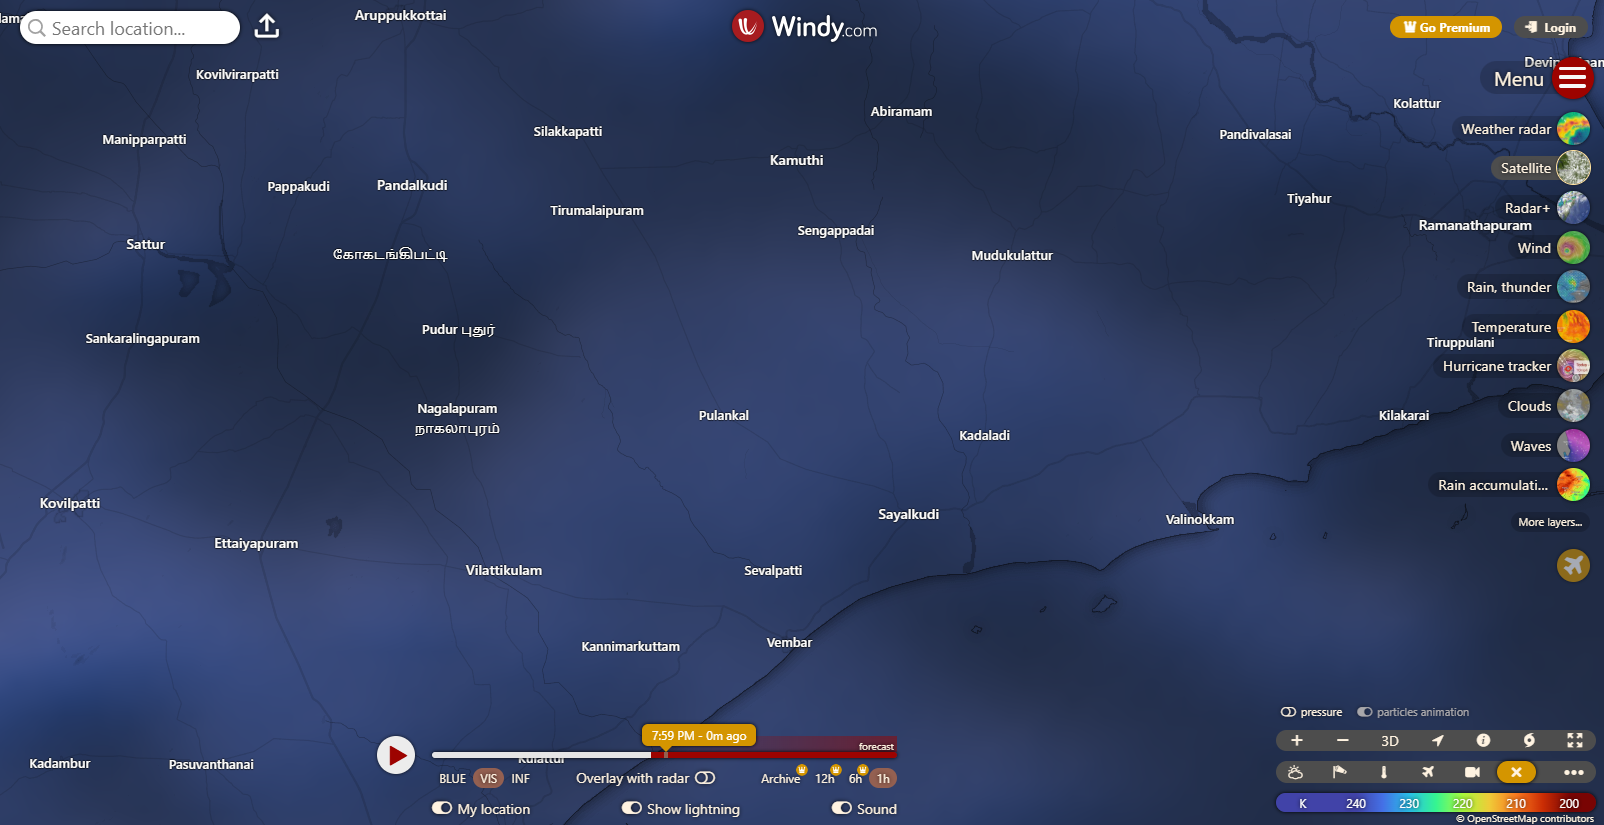 Search location...
Windy.com
Go Premium
Login
Aruppukkottai
Kovilvirarpatti
Menu
Kolattur
Abiramam
Weather radar
Manipparpatti
Silakkapatti
Pandivalasai
Kamuthi
Satellite
Pappakudi
Pandalkudi
Tiyahur
Radar+
Tirumalaipuram
Ramanathapuram
Sengappadai
Sattur
Wind
கோகடங்கிபட்டி
Mudukulattur
Rain, thunder
Pudur புதுர்
Temperature
Sankaralingapuram
Tiruppulani
Hurricane tracker
Nagalapuram
நாகலாபுரம்
Clouds
Pulankal
Kilakarai
Kadaladi
Waves
Rain accumulati...
Kovilpatti
Sayalkudi
Valinokkam
More layers...
Ettaiyapuram
Vilattikulam
Sevalpatti
Kannimarkuttam
Vembar
pressure
particles animation
7:59 PM - 0m ago
forecast
3D
Kadambur
Pasuvanthanai
BLUE VIS INF
Overlay with radar
Archive 12h 6h 1h
My location
Show lightning
Sound
K 240 230 220 210 200
© OpenStreetMap contributors